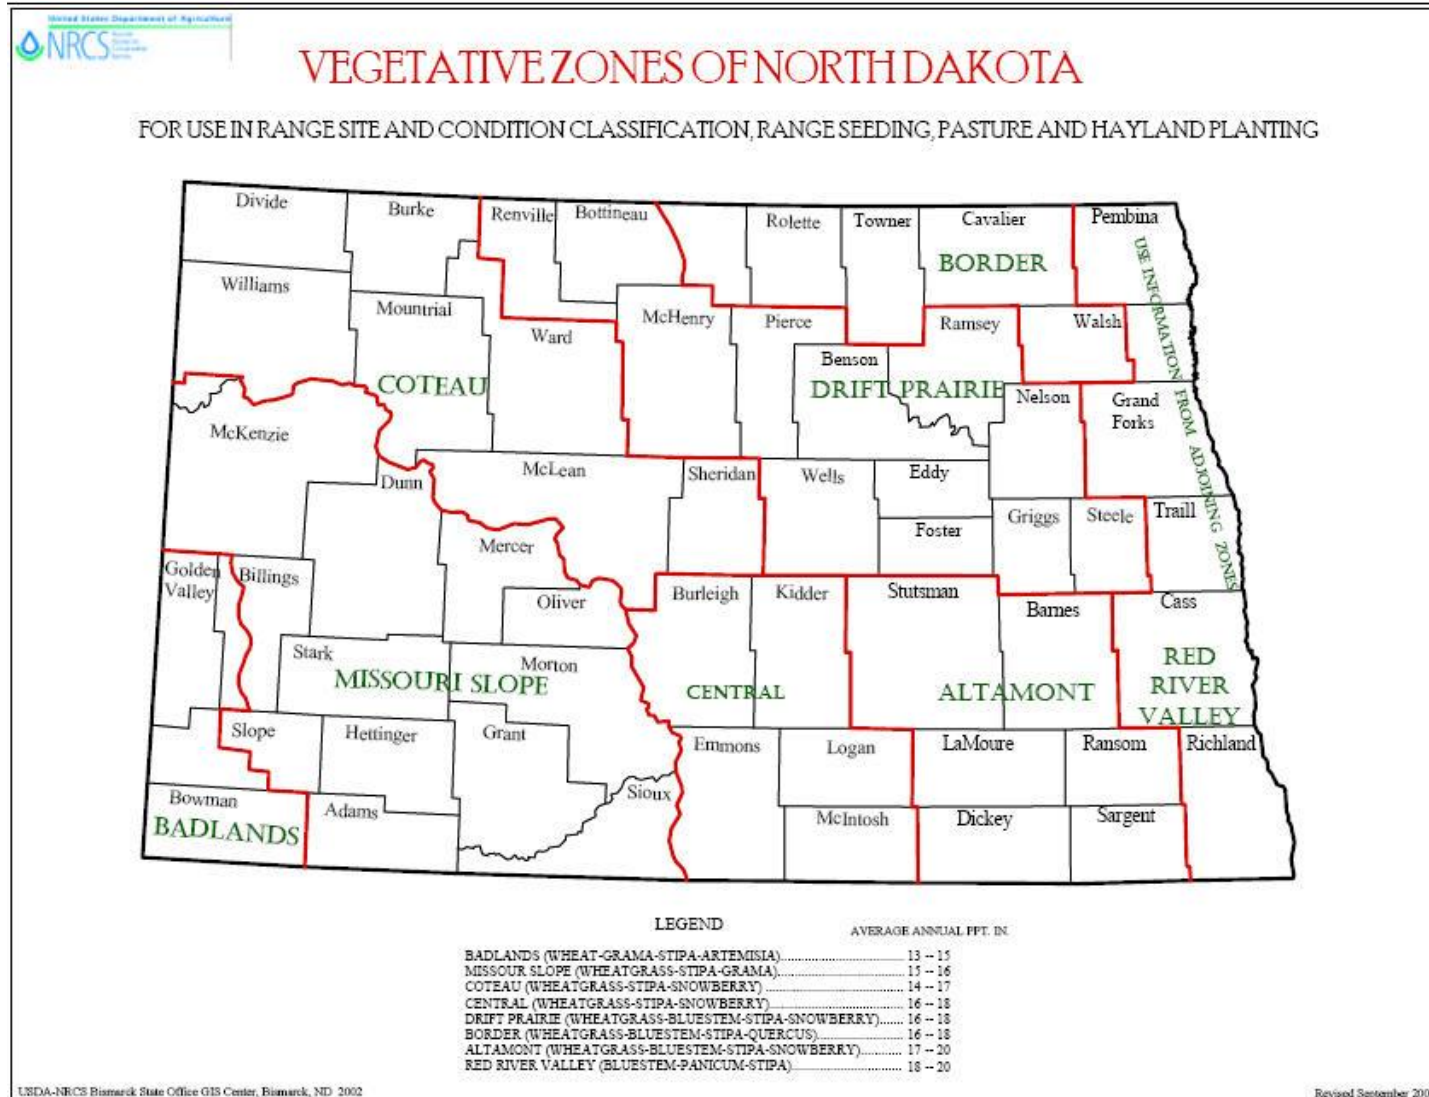 United States Department of Agriculture
NRCS
VEGETATIVE ZONES OF NORTH DAKOTA
FOR USE IN RANGE SITE AND CONDITION CLASSIFICATION, RANGE SEEDING, PASTURE AND HAYLAND PLANTING
Divide
Burke
Renville
Bottineau
Rolette
Towner
Cavalier
Pembina
BORDER
Williams
Mountrial
Ward
McHenry
Pierce
Ramsey
Walsh
Benson
COTEAU
DRIFT PRAIRIE
Nelson
Grand
Forks
USE INFORMATION FROM ADJOINING ZONES
McKenzie
Dunn
McLean
Sheridan
Wells
Eddy
Foster
Griggs
Steele
Traill
Mercer
Golden
Valley
Billings
Oliver
Burleigh
Kidder
Stutsman
Barnes
Cass
Stark
Morton
MISSOURI SLOPE
CENTRAL
ALTAMONT
RED
RIVER
VALLEY
Slope
Hettinger
Grant
Emmons
Logan
LaMoure
Ransom
Richland
Sioux
Bowman
Adams
BADLANDS
McIntosh
Dickey
Sargent
LEGEND
AVERAGE ANNUAL PPT. IN.
BADLANDS (WHEAT-GRAMA-STIPA-ARTEMISIA)........ 13 -- 15
MISSOUR SLOPE (WHEATGRASS-STIPA-GRAMA)........ 15 -- 16
COTEAU (WHEATGRASS-STIPA-SNOWBERRY) ........ 14 -- 17
CENTRAL (WHEATGRASS-STIPA-SNOWBERRY)........ 16 -- 18
DRIFT PRAIRIE (WHEATGRASS-BLUESTEM-STIPA-SNOWBERRY)...... 16 -- 18
BORDER (WHEATGRASS-BLUESTEM-STIPA-QUERCUS)........ 16 -- 18
ALTAMONT (WHEATGRASS-BLUESTEM-STIPA-SNOWBERRY)........ 17 -- 20
RED RIVER VALLEY (BLUESTEM-PANICUM-STIPA)........ 18 -- 20
USDA-NRCS Bismarck State Office GIS Center, Bismarck, ND 2002
Revised September 200